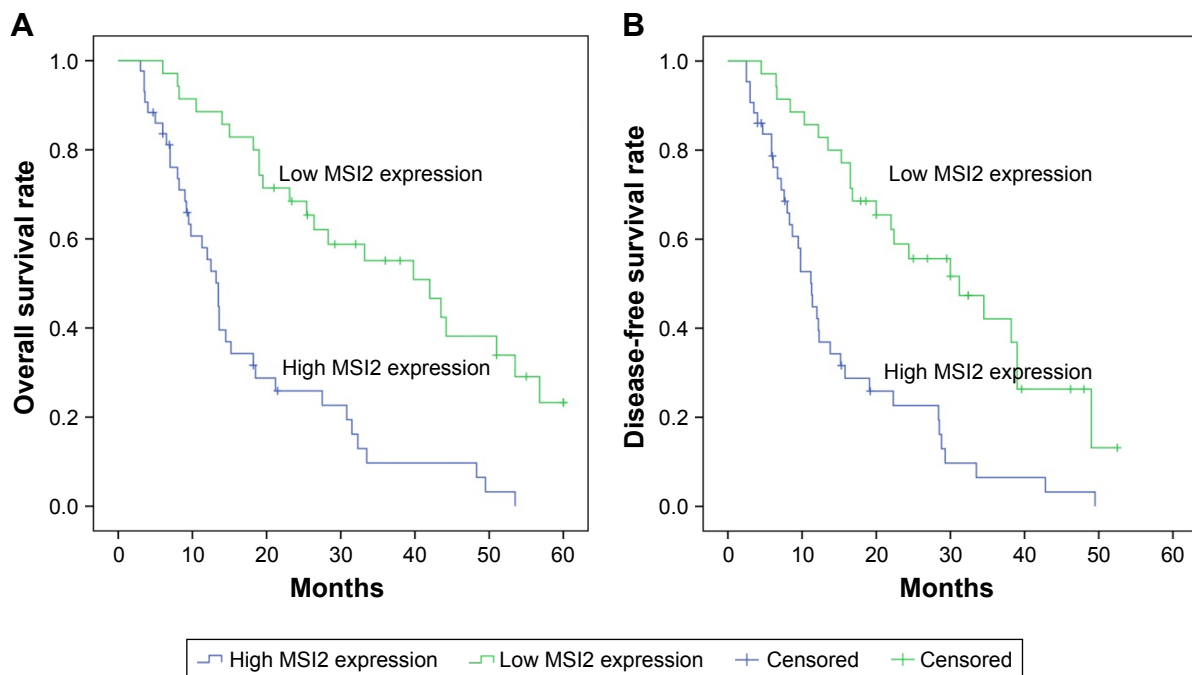 A
Overall survival rate
1.0
0.8
0.6
0.4
0.2
0.0
Low MSI2 expression
High MSI2 expression
0 10 20 30 40 50 60
Months
B
Disease-free survival rate
1.0
0.8
0.6
0.4
0.2
0.0
Low MSI2 expression
High MSI2 expression
0 10 20 30 40 50 60
Months
High MSI2 expression Low MSI2 expression Censored Censored